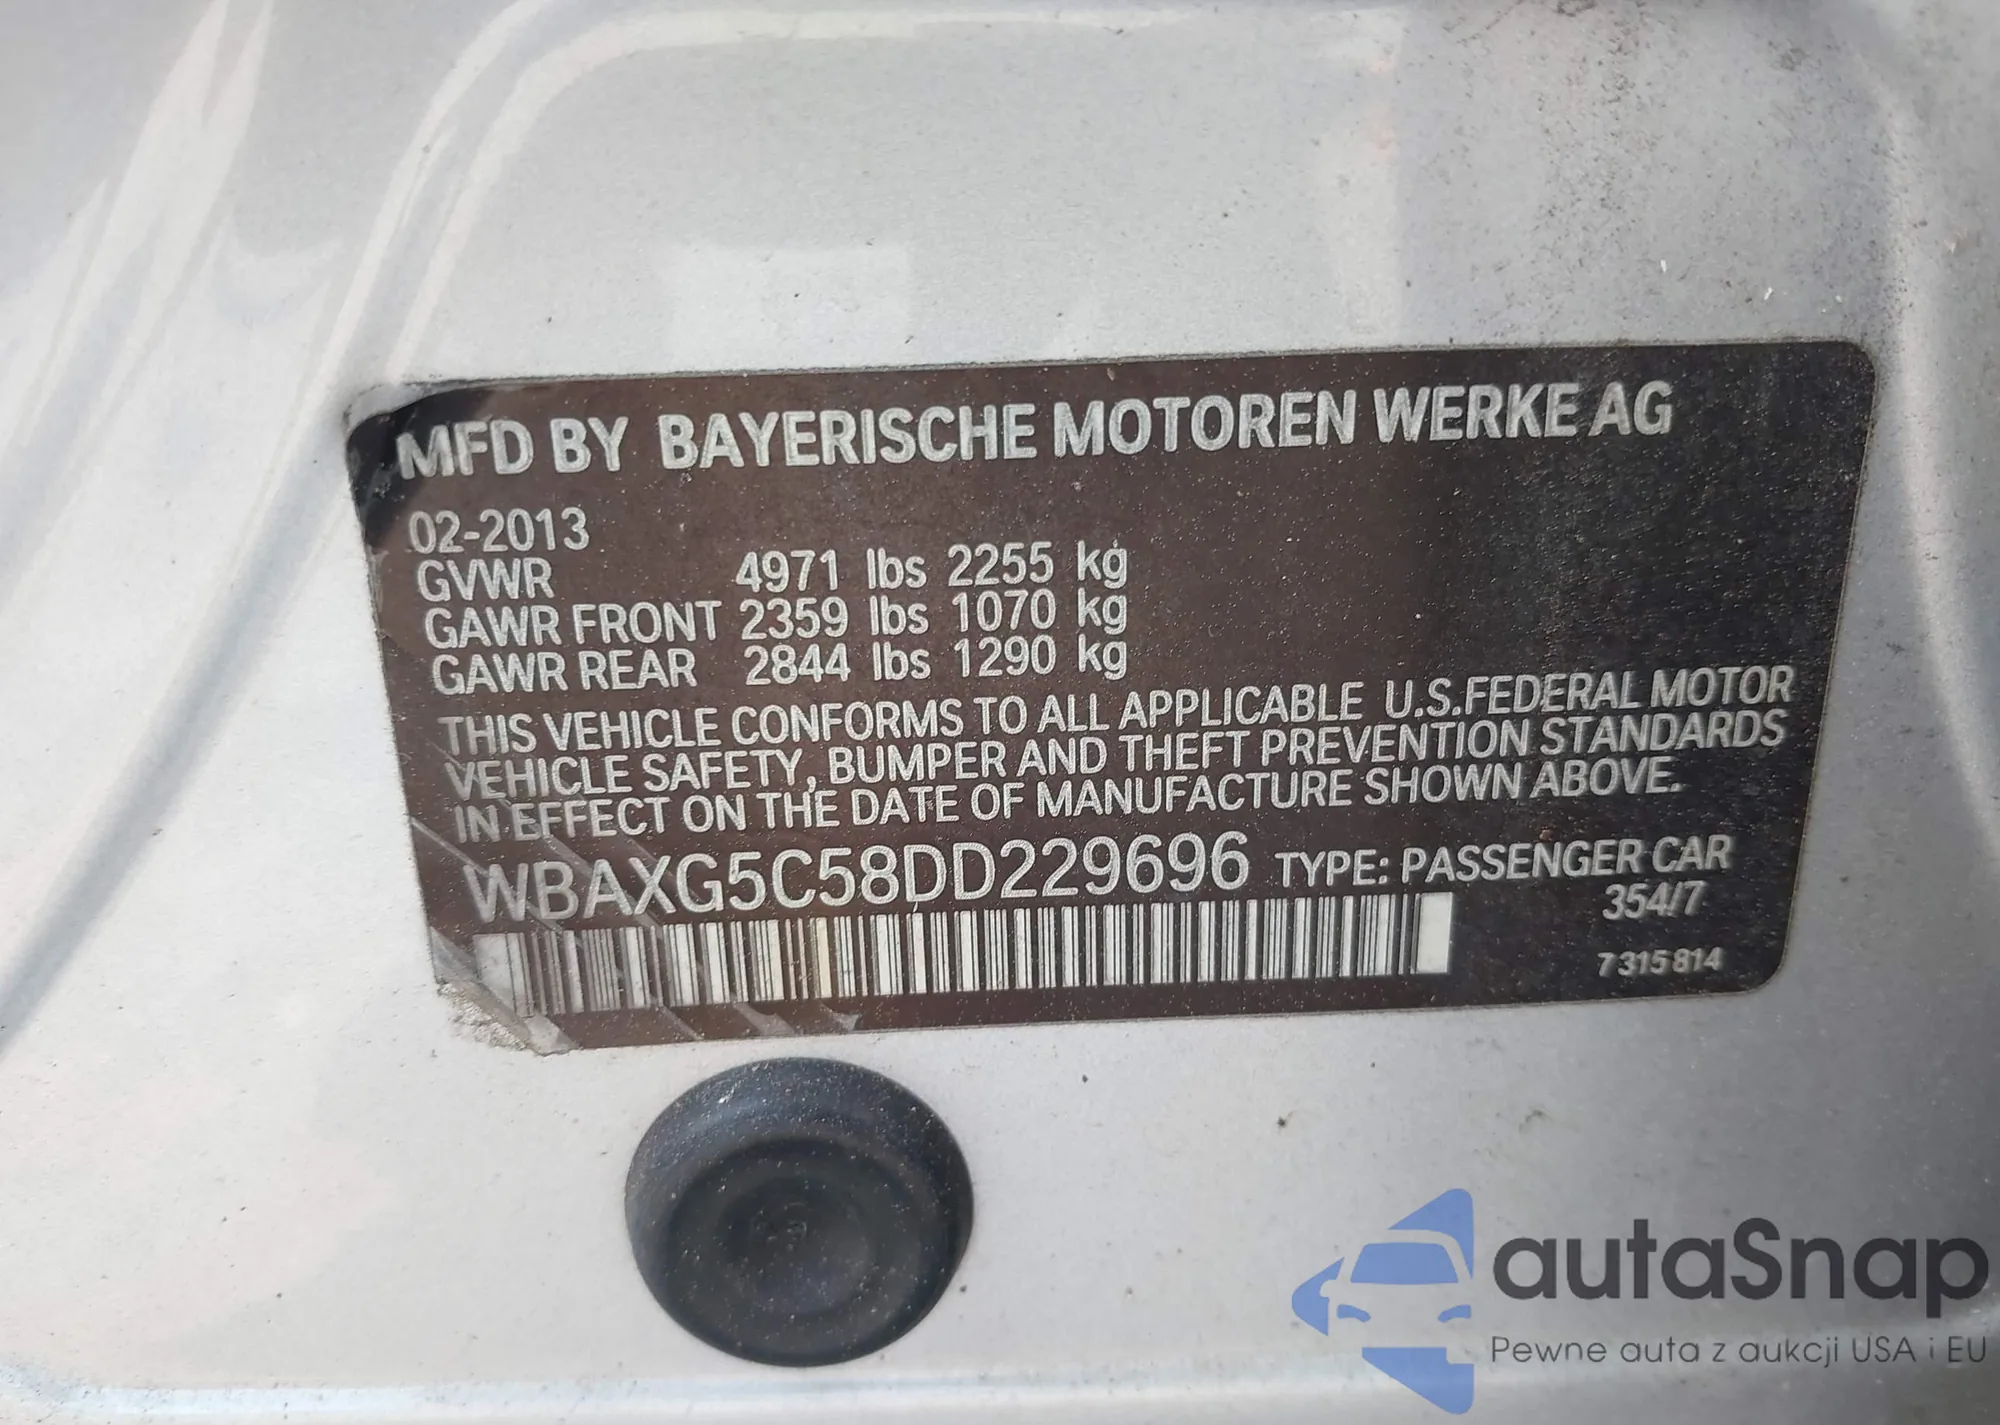 MFD BY BAYERISCHE MOTOREN WERKE AG
02-2013
GVWR 4971 lbs 2255 kg
GAWR FRONT 2359 lbs 1070 kg
GAWR REAR 2844 lbs 1290 kg
THIS VEHICLE CONFORMS TO ALL APPLICABLE U.S.FEDERAL MOTOR
VEHICLE SAFETY, BUMPER AND THEFT PREVENTION STANDARDS
IN EFFECT ON THE DATE OF MANUFACTURE SHOWN ABOVE.
WBAXG5C58DD229696 TYPE: PASSENGER CAR
354/7
7 315 814
autaSnap
Pewne auta z aukcji USA i EU